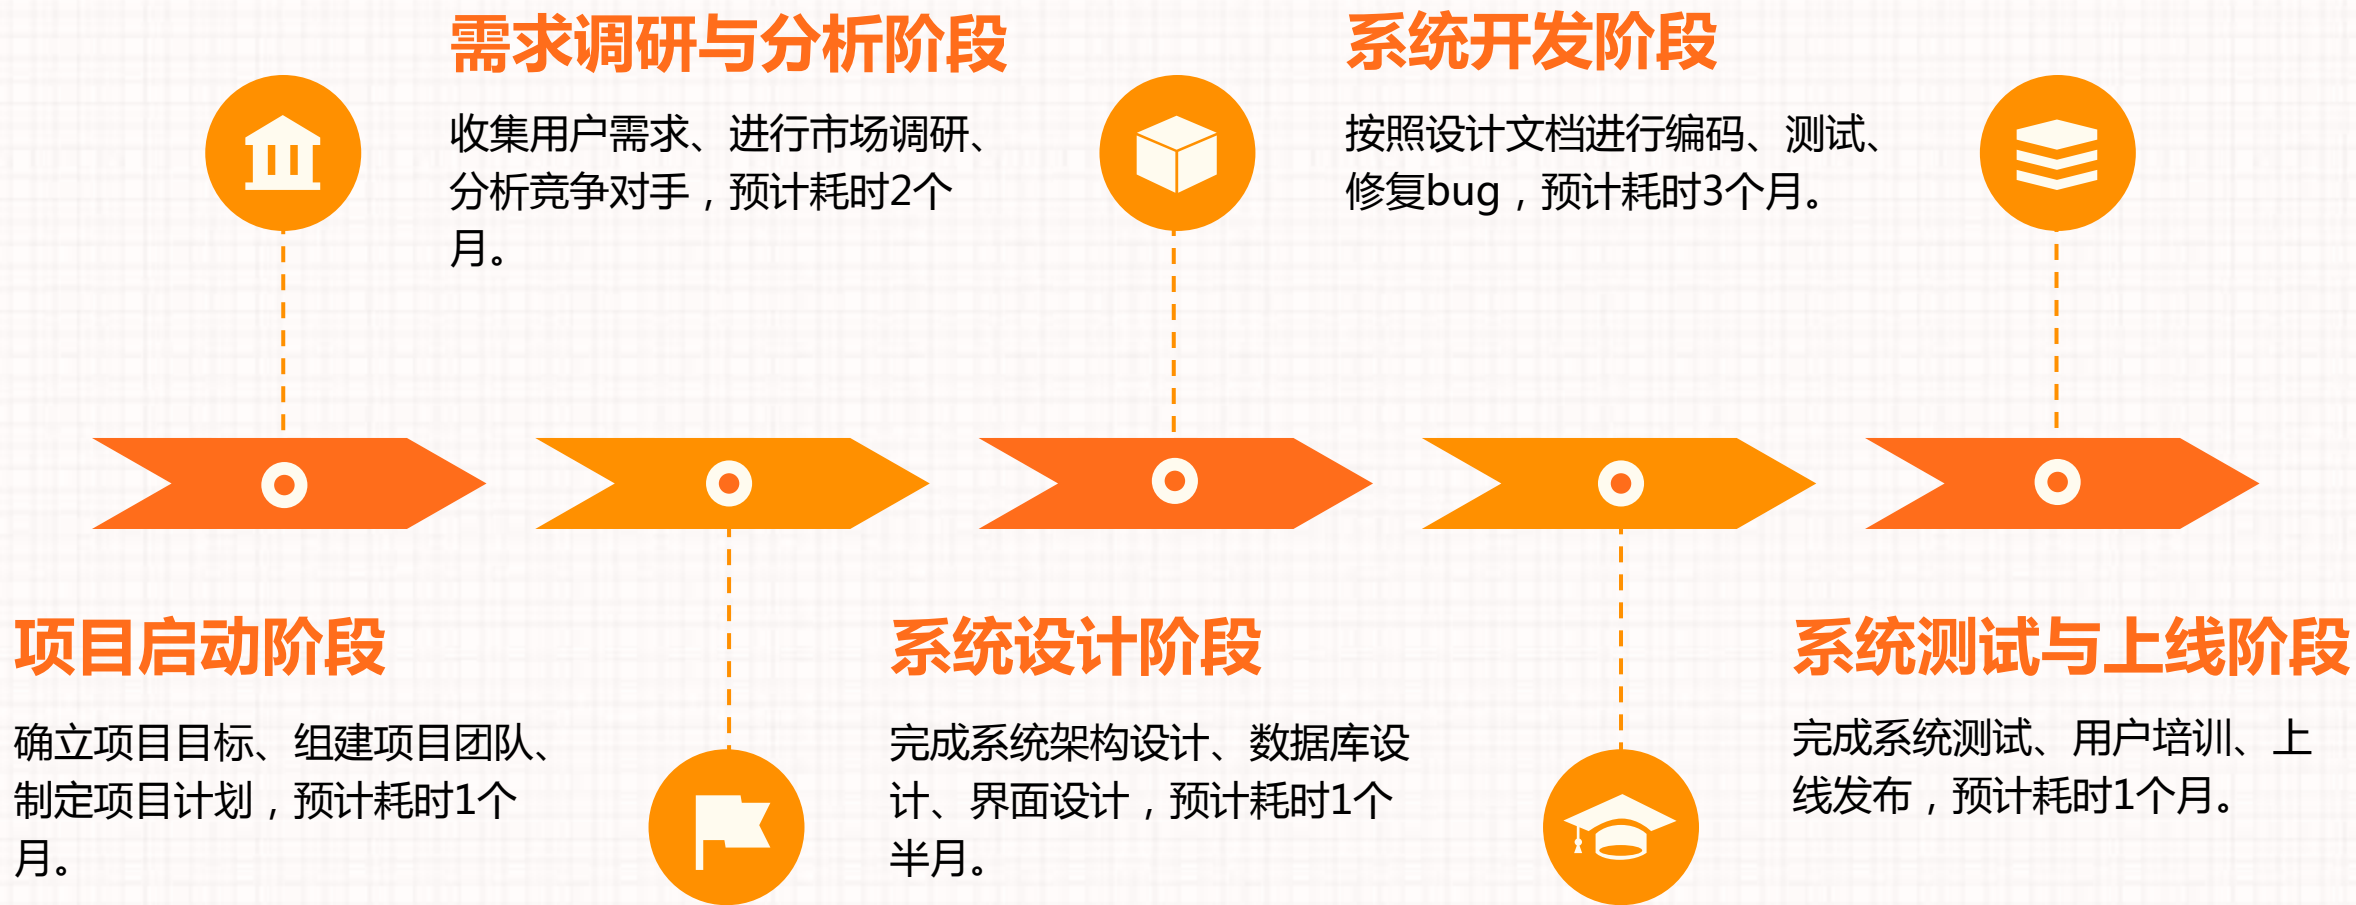 需求调研与分析阶段
收集用户需求、进行市场调研、
分析竞争对手，预计耗时2个
月。
系统开发阶段
按照设计文档进行编码、测试、
修复bug，预计耗时3个月。
项目启动阶段
确立项目目标、组建项目团队、
制定项目计划，预计耗时1个
月。
系统设计阶段
完成系统架构设计、数据库设
计、界面设计，预计耗时1个
半月。
系统测试与上线阶段
完成系统测试、用户培训、上
线发布，预计耗时1个月。